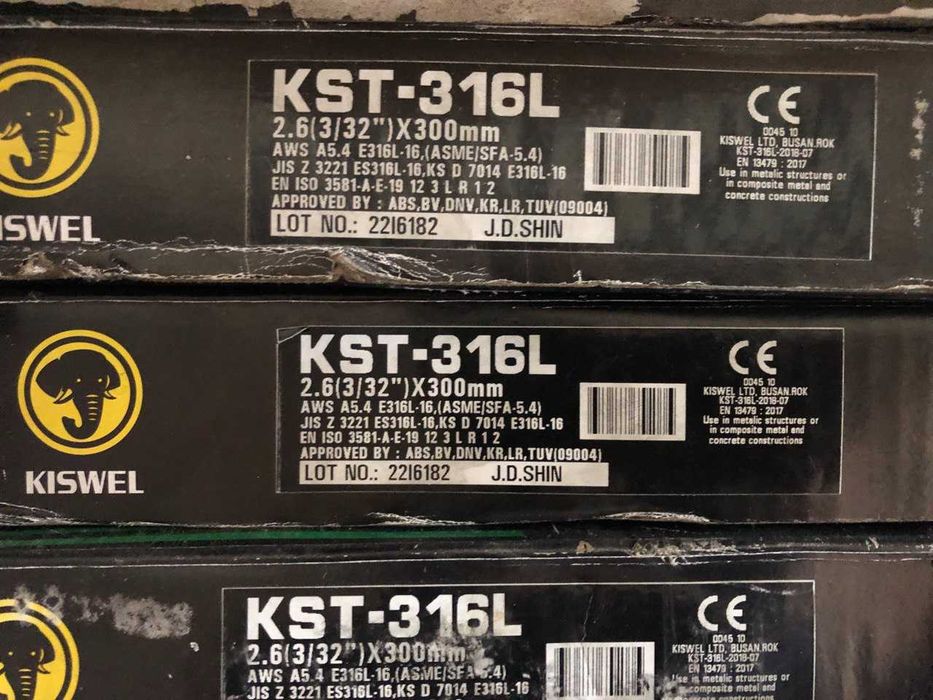 KST-316L
2.6(3/32")X300mm
AWS A5.4 E316L-16,(ASME/SFA-5.4)
JIS Z 3221 ES316L-16,KS D 7014 E316L-16
EN ISO 3581-A-E-19 12 3 L R 1 2
APPROVED BY : ABS,BV,DNV,KR,LR,TUV(09004)
LOT NO.: 22I6182 J.D.SHIN
CE
0045 10
KISWEL LTD, BUSAN.ROK
KST-316L-2018-07
EN 13479 : 2017
Use in metalic structures or
in composite metal and
concrete constructions
ISWEL
KST-316L
2.6(3/32")X300mm
AWS A5.4 E316L-16,(ASME/SFA-5.4)
JIS Z 3221 ES316L-16,KS D 7014 E316L-16
EN ISO 3581-A-E-19 12 3 L R 1 2
APPROVED BY : ABS,BV,DNV,KR,LR,TUV(09004)
LOT NO.: 22I6182 J.D.SHIN
CE
0045 10
KISWEL LTD, BUSAN.ROK
KST-316L-2018-07
EN 13479 : 2017
Use in metalic structures or
in composite metal and
concrete constructions
KISWEL
KST-316L
2.6(3/32")X300mm
AWS A5.4 E316L-16,(ASME/SFA-5.4)
JIS Z 3221 ES316L-16,KS D 7014 E316L-16
CE
0045 10
KISWEL LTD, BUSAN.ROK
KST-316L-2018-07
EN 13479 : 2017
Use in metalic structures or
in composite metal and
concrete constructions